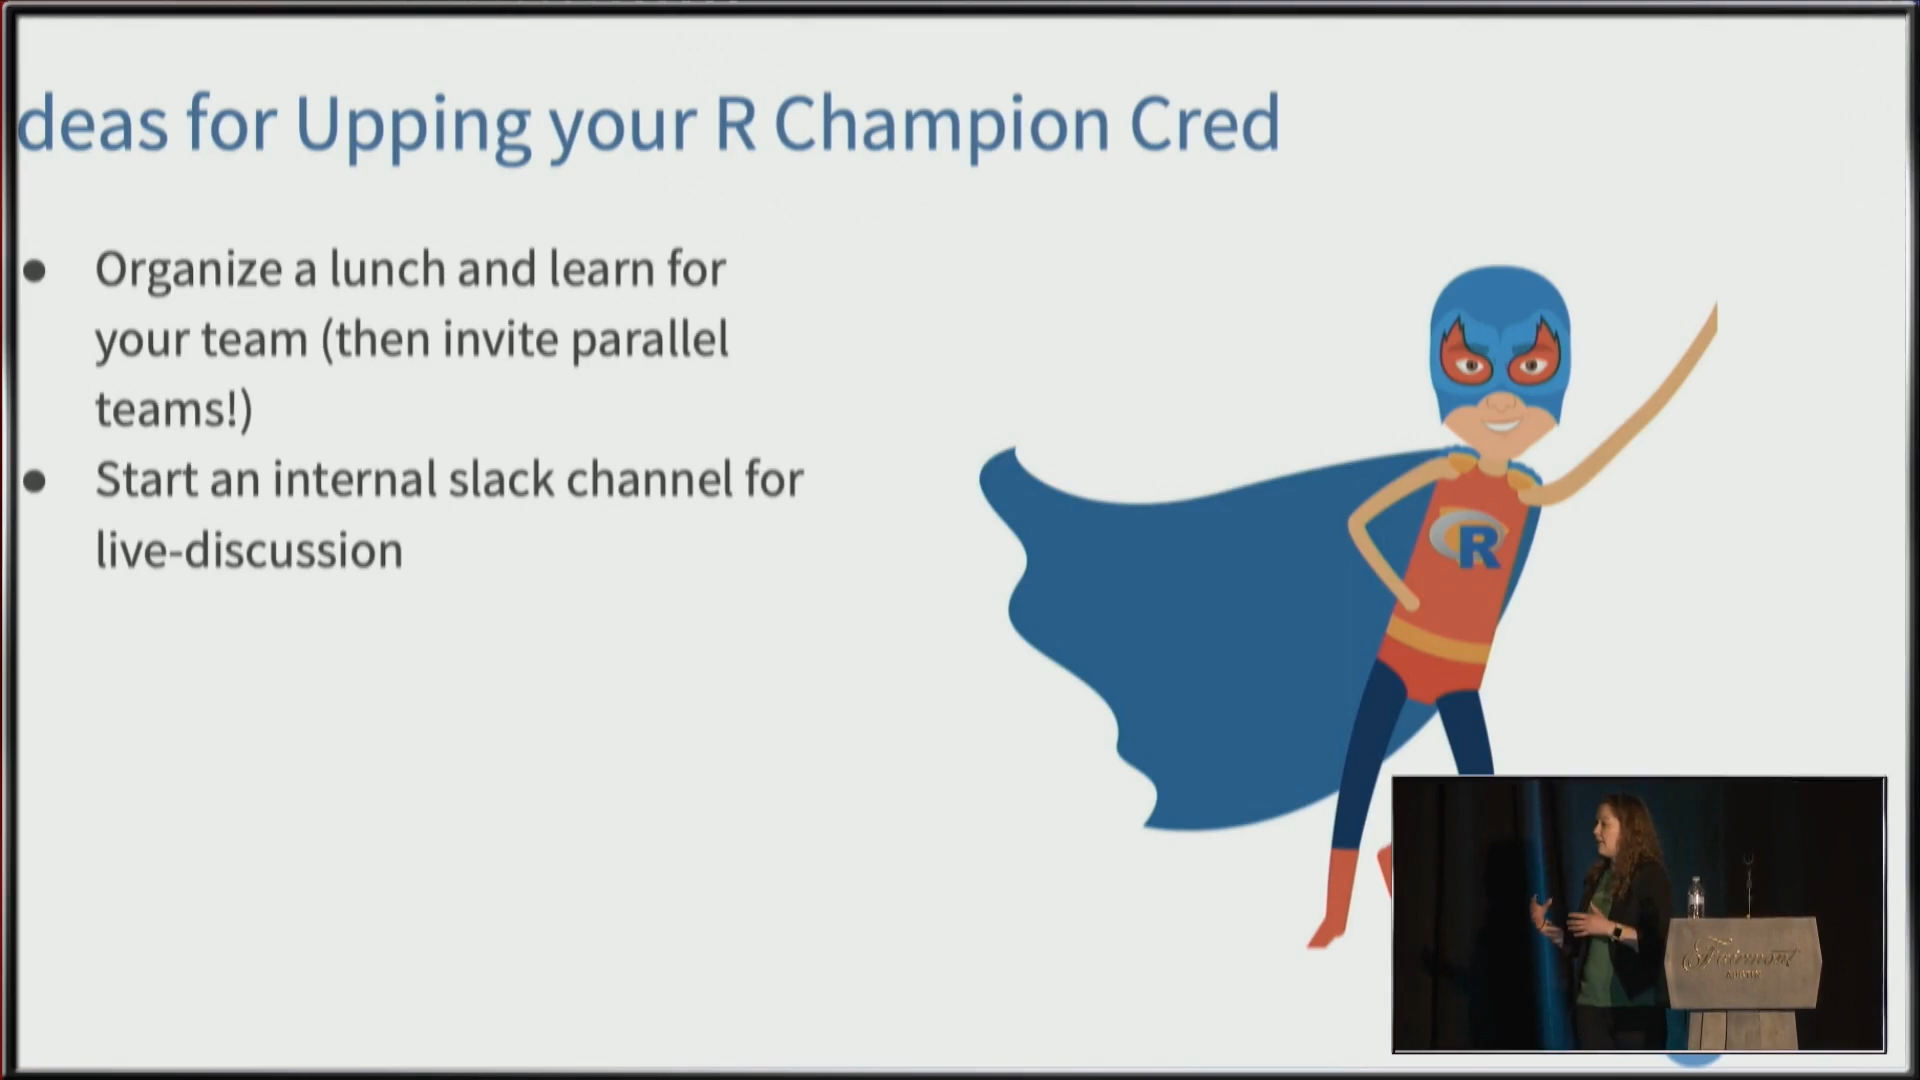 deas for Upping your R Champion Cred
● Organize a lunch and learn for
your team (then invite parallel
teams!)
● Start an internal slack channel for
live-discussion
R
Fairmont
AUSTIN